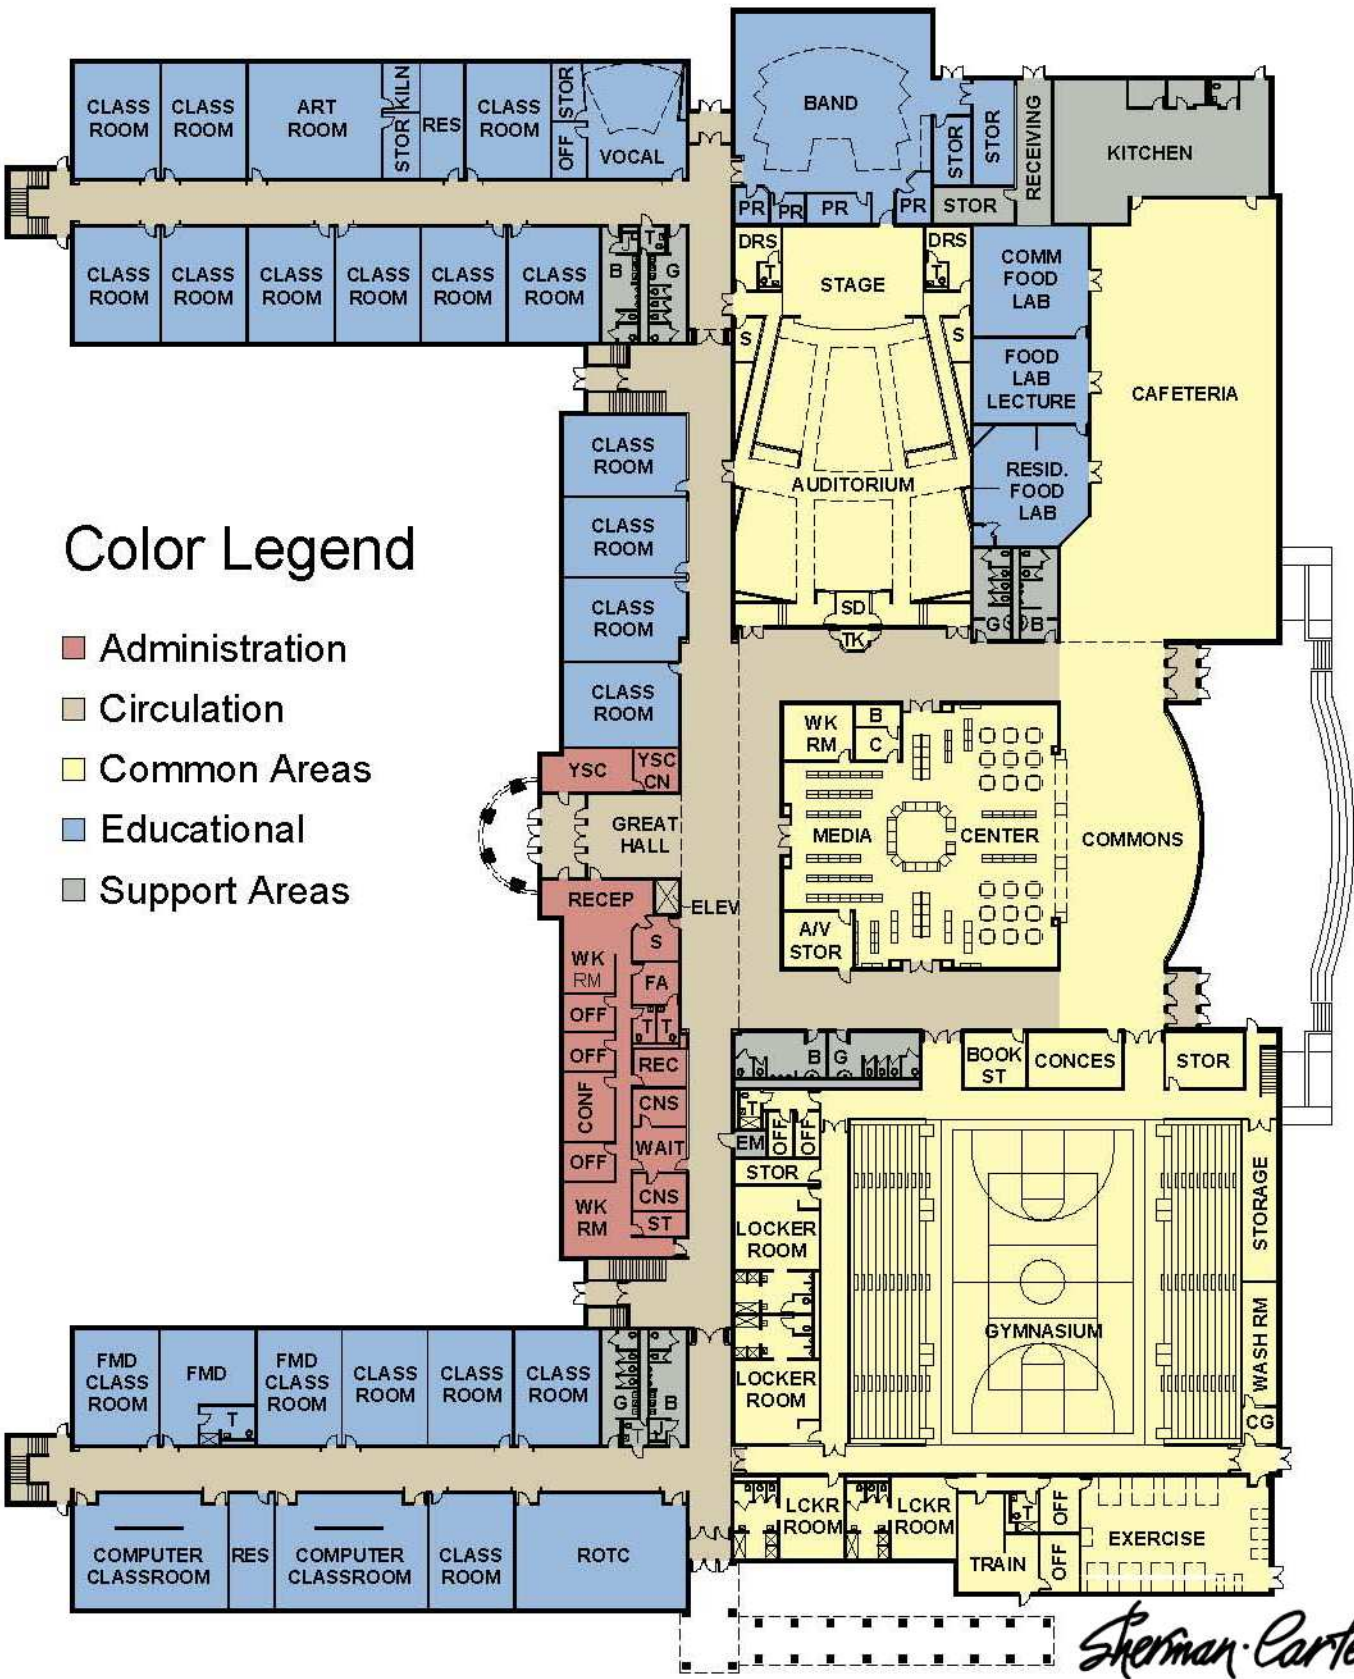 BAND
CLASS
ROOM
CLASS
ROOM
ART
ROOM
KILN
STOR
RES
CLASS
ROOM
STOR
OFF
VOCAL
STOR
STOR
RECEIVING
KITCHEN
PR
PR
PR
PR
STOR
CLASS
ROOM
CLASS
ROOM
CLASS
ROOM
CLASS
ROOM
CLASS
ROOM
CLASS
ROOM
B
T
G
DRS
T
STAGE
DRS
T
COMM
FOOD
LAB
S
S
FOOD
LAB
LECTURE
CAFETERIA
CLASS
ROOM
AUDITORIUM
RESID.
FOOD
LAB
CLASS
ROOM
CLASS
ROOM
SD
TK
G
B
CLASS
ROOM
Color Legend
Administration
Circulation
Common Areas
Educational
Support Areas
YSC
YSC
CN
WK
RM
B
C
GREAT
HALL
MEDIA
CENTER
COMMONS
RECEP
ELEV
A/V
STOR
S
WK
RM
FA
OFF
T
T
OFF
REC
CONF
CNS
WAIT
OFF
CNS
WK
RM
ST
B
G
BOOK
ST
CONCES
STOR
T
EM
OFF
OFF
STOR
LOCKER
ROOM
STORAGE
GYMNASIUM
LOCKER
ROOM
WASH RM
CG
FMD
CLASS
ROOM
FMD
T
FMD
CLASS
ROOM
CLASS
ROOM
CLASS
ROOM
CLASS
ROOM
G
T
B
COMPUTER
CLASSROOM
RES
COMPUTER
CLASSROOM
CLASS
ROOM
ROTC
LCKR
ROOM
LCKR
ROOM
T
OFF
TRAIN
OFF
EXERCISE
Sherman·Carte